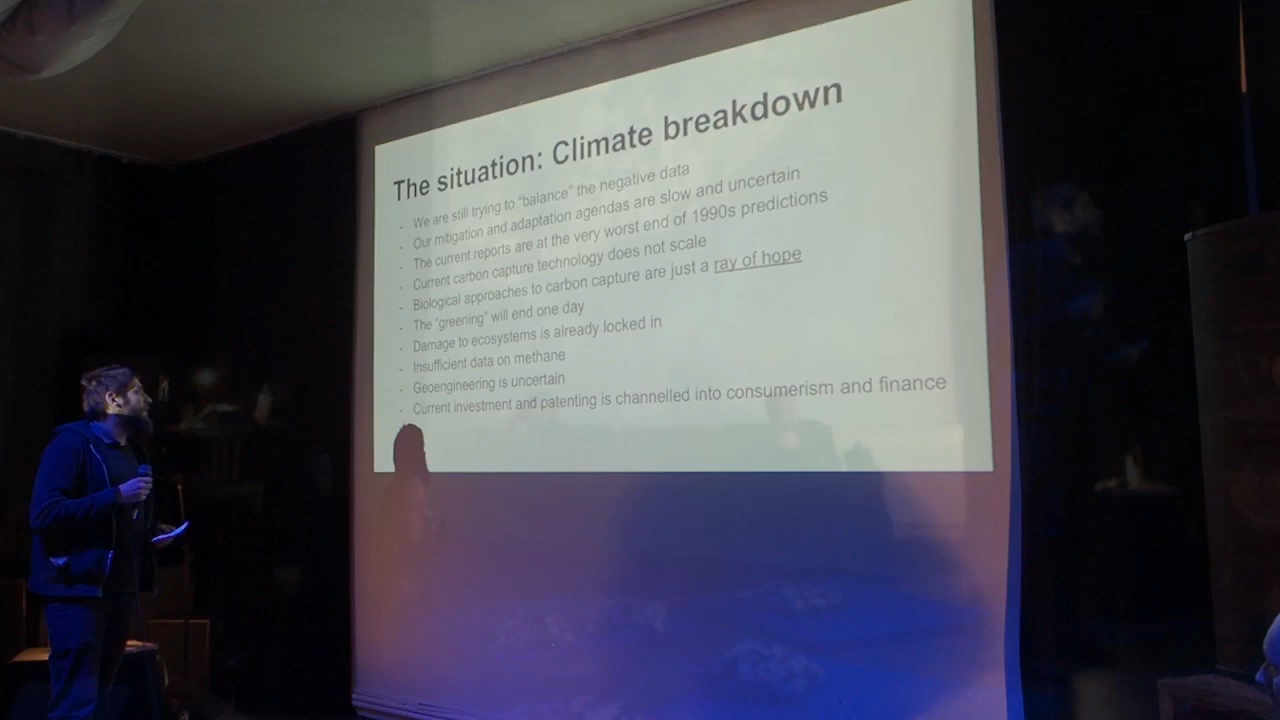 The situation: Climate breakdown
- We are still trying to "balance" the negative data
- Our mitigation and adaptation agendas are slow and uncertain
- The current reports are at the very worst end of 1990s predictions
- Current carbon capture technology does not scale
- Biological approaches to carbon capture are just a ray of hope
- The "greening" will end one day
- Damage to ecosystems is already locked in
- Insufficient data on methane
- Geoengineering is uncertain
- Current investment and patenting is channelled into consumerism and finance